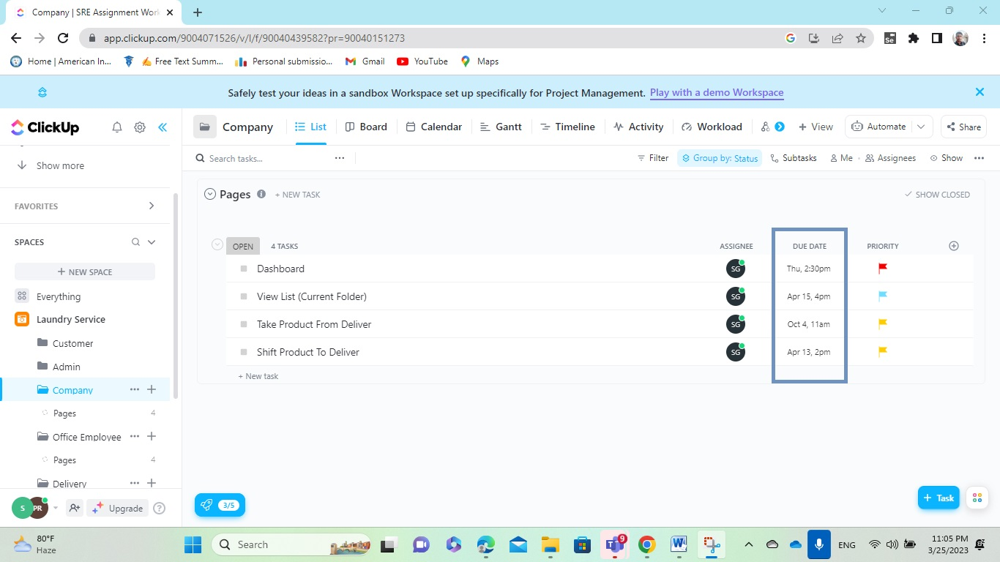 Company | SRE Assignment Work
app.clickup.com/9004071526/v/l/f/90040439582?pr=90040151273
Home | American In... Free Text Summ... Personal submissio... Gmail YouTube Maps
Safely test your ideas in a sandbox Workspace set up specifically for Project Management. Play with a demo Workspace
ClickUp
Company List Board Calendar Gantt Timeline Activity Workload + View Automate Share
Show more
Search tasks... Filter Group by: Status Subtasks Me Assignees Show
FAVORITES
Pages + NEW TASK SHOW CLOSED
SPACES
OPEN 4 TASKS ASSIGNEE DUE DATE PRIORITY
+ NEW SPACE
Dashboard SG Thu, 2:30pm
Everything
View List (Current Folder) SG Apr 15, 4pm
Laundry Service
Take Product From Deliver SG Oct 4, 11am
Customer
Shift Product To Deliver SG Apr 13, 2pm
Admin
+ New task
Company
Pages 4
Office Employee
Pages 4
Delivery
S PR Upgrade ?
3/5
+ Task
80°F
Haze
Search
9
ENG
11:05 PM
3/25/2023
Se